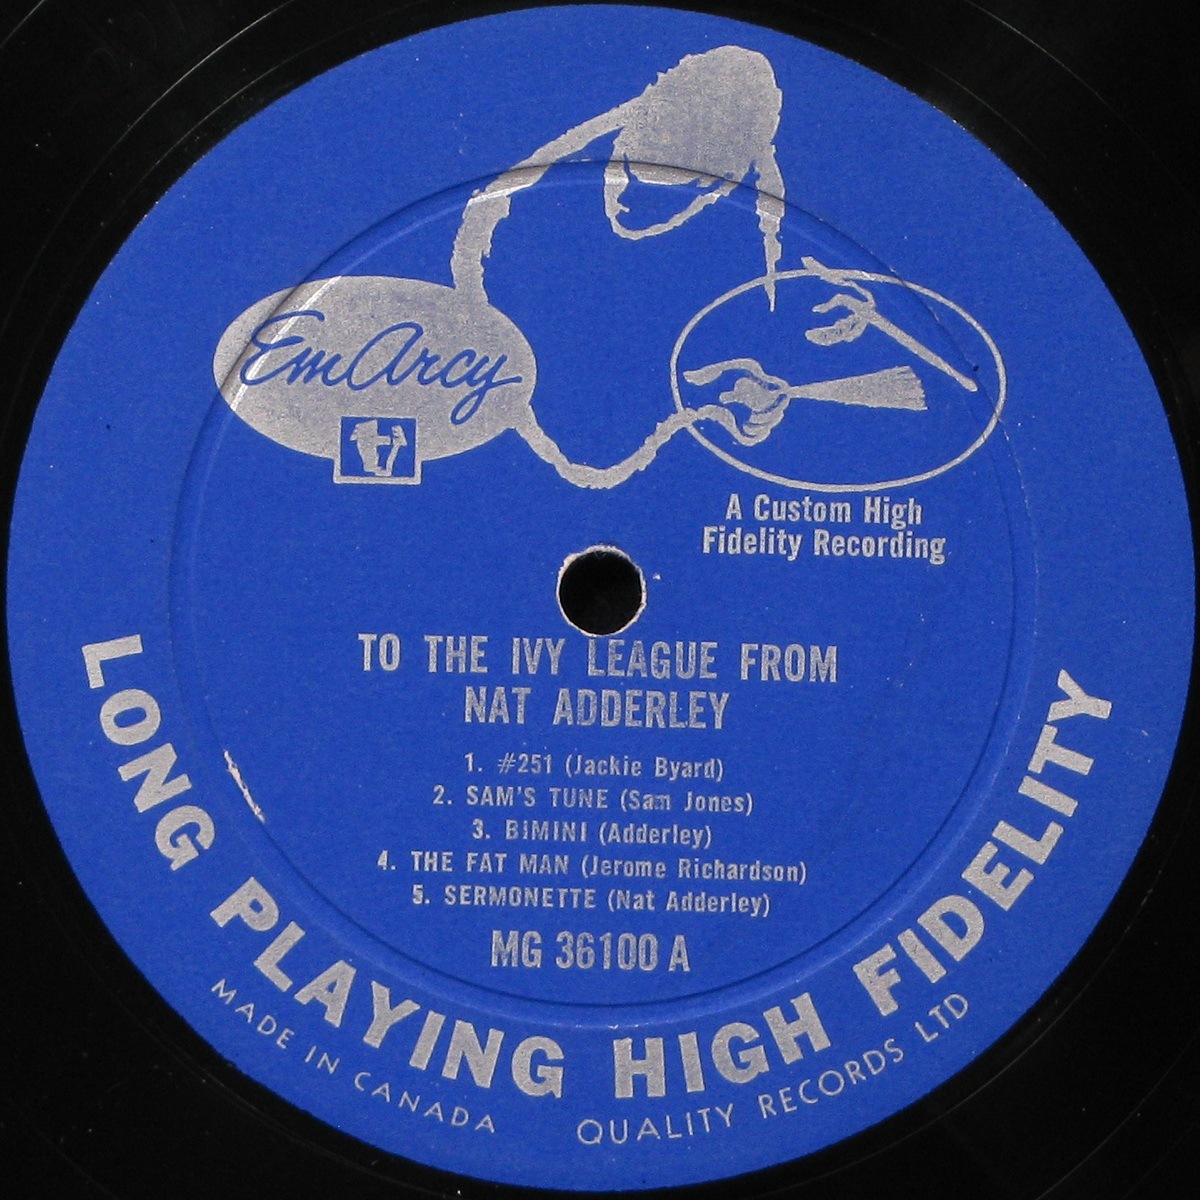 EmArcy
A Custom High
Fidelity Recording
TO THE IVY LEAGUE FROM
NAT ADDERLEY
1. #251 (Jackie Byard)
2. SAM'S TUNE (Sam Jones)
3. BIMINI (Adderley)
4. THE FAT MAN (Jerome Richardson)
5. SERMONETTE (Nat Adderley)
MG 36100 A
LONG PLAYING HIGH FIDELITY
MADE IN CANADA QUALITY RECORDS LTD